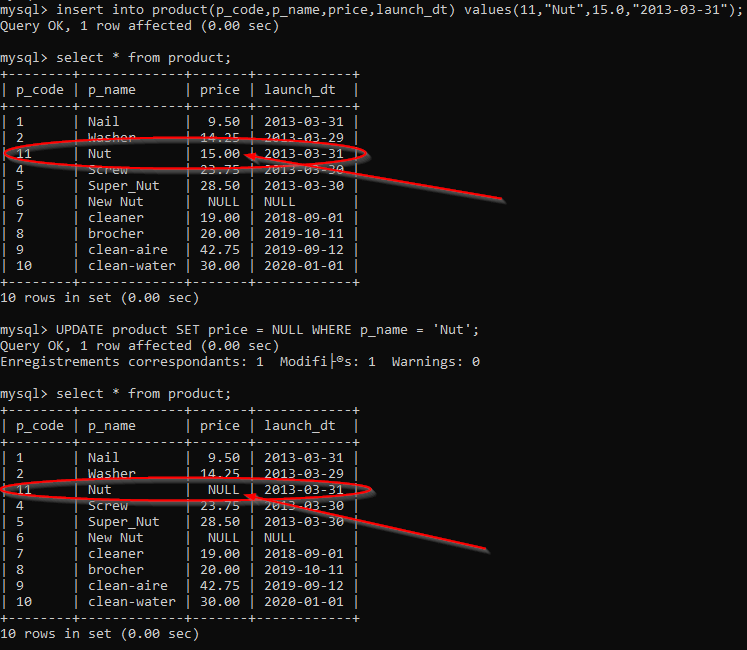 mysql> insert into product(p_code,p_name,price,launch_dt) values(11,"Nut",15.0,"2013-03-31");
Query OK, 1 row affected (0.00 sec)
mysql> select * from product;
+--------+-------------+-------+------------+
| p_code | p_name      | price | launch_dt  |
+--------+-------------+-------+------------+
| 1      | Nail        |  9.50 | 2013-03-31 |
| 2      | Washer      | 14.25 | 2013-03-29 |
| 11     | Nut         | 15.00 | 2013-03-31 |
| 4      | Screw       | 23.75 | 2013-03-30 |
| 5      | Super_Nut   | 28.50 | 2013-03-30 |
| 6      | New Nut     |  NULL | NULL       |
| 7      | cleaner     | 19.00 | 2018-09-01 |
| 8      | brocher     | 20.00 | 2019-10-11 |
| 9      | clean-aire  | 42.75 | 2019-09-12 |
| 10     | clean-water | 30.00 | 2020-01-01 |
+--------+-------------+-------+------------+
10 rows in set (0.00 sec)
mysql> UPDATE product SET price = NULL WHERE p_name = 'Nut';
Query OK, 1 row affected (0.00 sec)
Enregistrements correspondants: 1  Modifi├®s: 1  Warnings: 0
mysql> select * from product;
+--------+-------------+-------+------------+
| p_code | p_name      | price | launch_dt  |
+--------+-------------+-------+------------+
| 1      | Nail        |  9.50 | 2013-03-31 |
| 2      | Washer      | 14.25 | 2013-03-29 |
| 11     | Nut         |  NULL | 2013-03-31 |
| 4      | Screw       | 23.75 | 2013-03-30 |
| 5      | Super_Nut   | 28.50 | 2013-03-30 |
| 6      | New Nut     |  NULL | NULL       |
| 7      | cleaner     | 19.00 | 2018-09-01 |
| 8      | brocher     | 20.00 | 2019-10-11 |
| 9      | clean-aire  | 42.75 | 2019-09-12 |
| 10     | clean-water | 30.00 | 2020-01-01 |
+--------+-------------+-------+------------+
10 rows in set (0.00 sec)